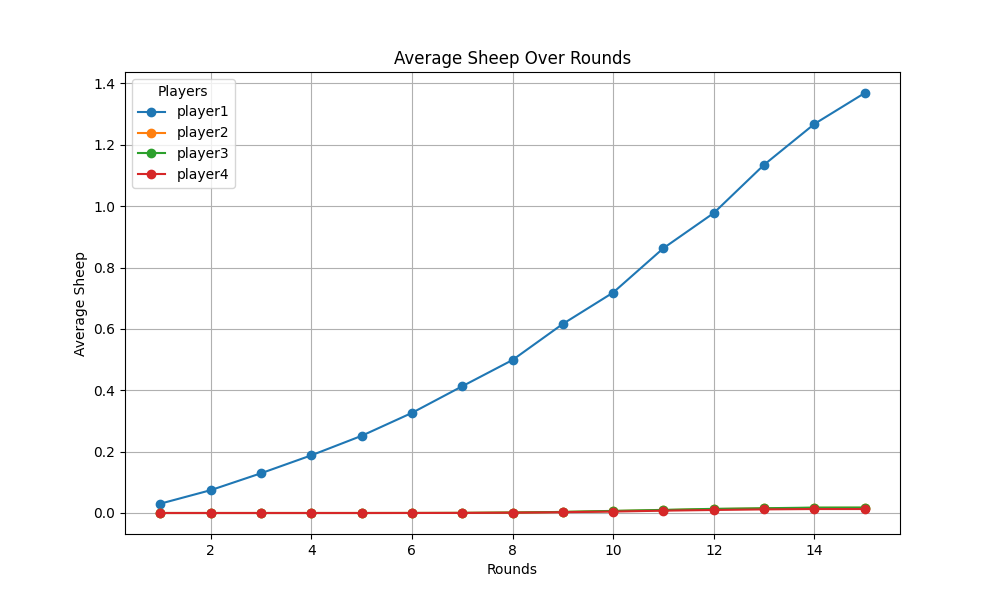 Average Sheep Over Rounds
Players
player1
player2
player3
player4
1.4
1.2
1.0
0.8
0.6
0.4
0.2
0.0
Average Sheep
2 4 6 8 10 12 14
Rounds